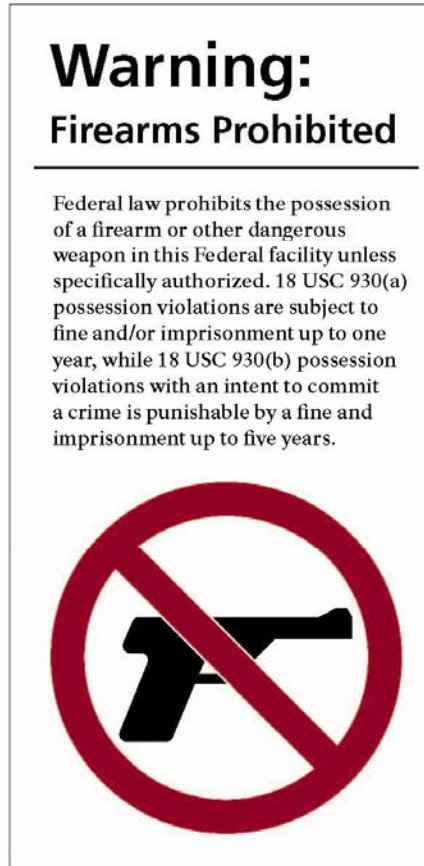 Warning:
Firearms Prohibited
Federal law prohibits the possession
of a firearm or other dangerous
weapon in this Federal facility unless
specifically authorized. 18 USC 930(a)
possession violations are subject to
fine and/or imprisonment up to one
year, while 18 USC 930(b) possession
violations with an intent to commit
a crime is punishable by a fine and
imprisonment up to five years.